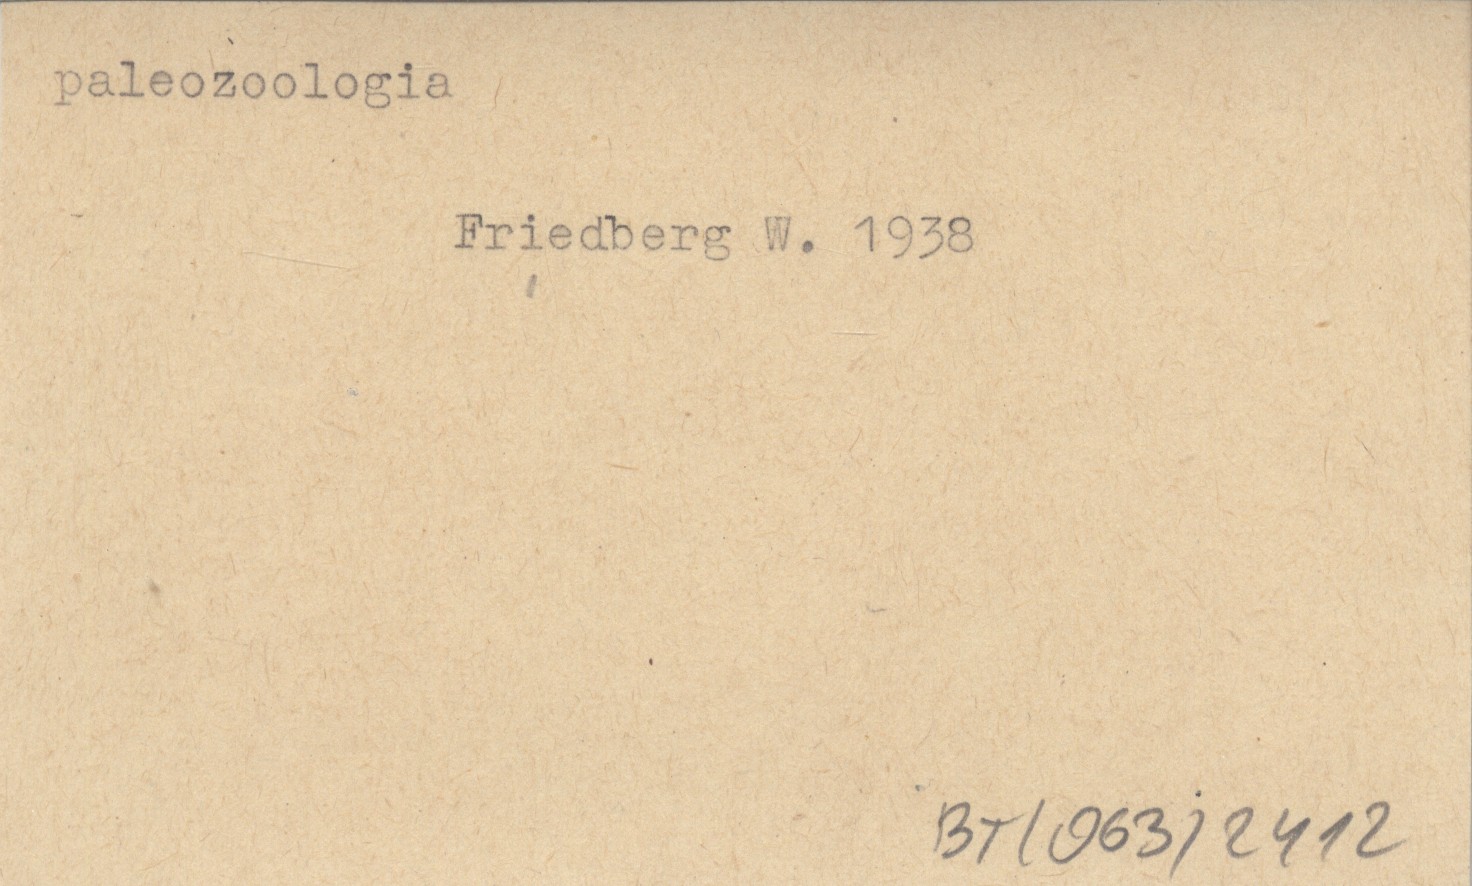 paleozoologia
Friedberg W. 1938
BT(063)2412